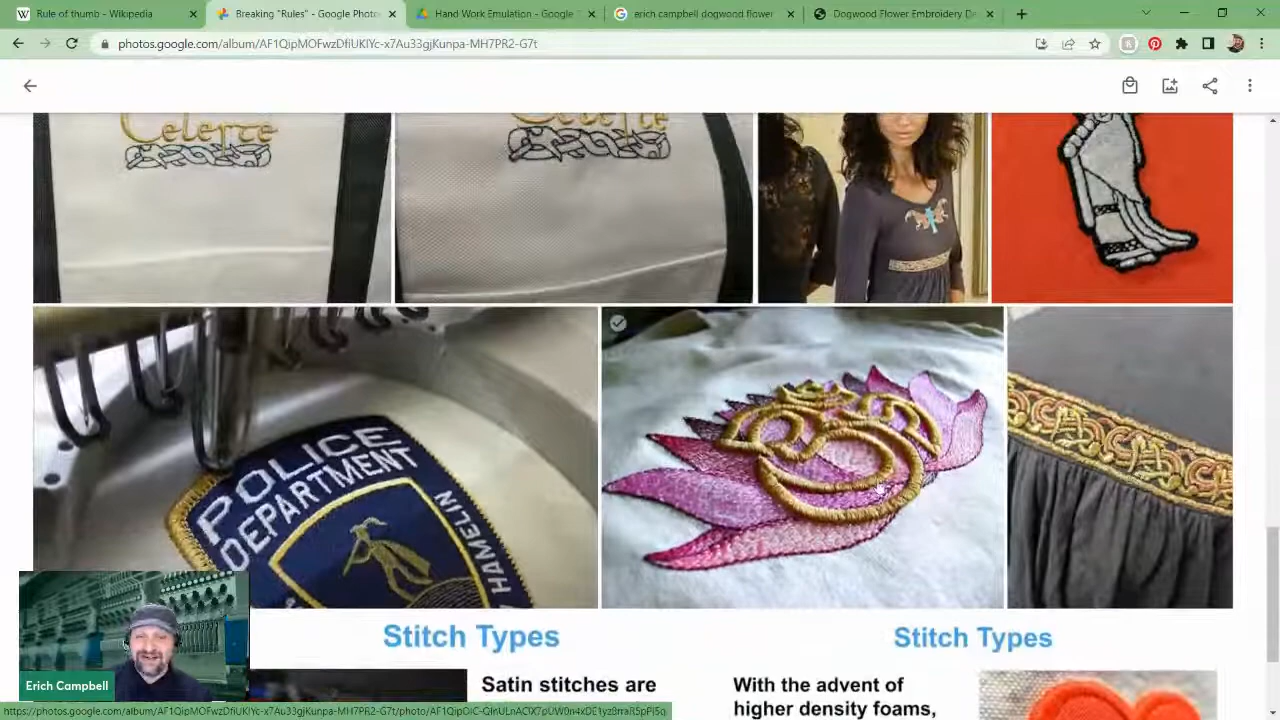 Rule of thumb - Wikipedia
Breaking "Rules" - Google Photo
Hand Work Emulation - Google
erich campbell dogwood flower
Dogwood Flower Embroidery De
photos.google.com/album/AF1QipMOFwzDfiUKlYc-x7Au33gjKunpa-MH7PR2-G7t
Celerte
POLICE
DEPARTMENT
HAMELIN
Stitch Types
Stitch Types
Satin stitches are
With the advent of
higher density foams,
Erich Campbell